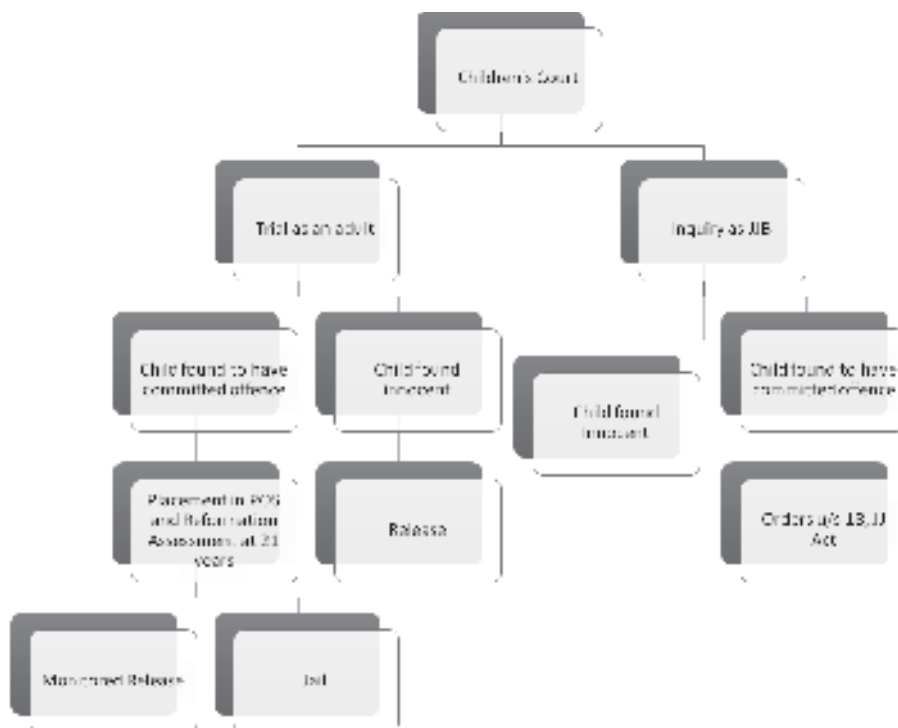 Children's Court
Trial as an adult
Inquiry as JJB
Child found to have
committed offence
Child found
innocent
Child found
innocent
Child found to have
committed offence
Placement in POS
and Reformation
Assessment at 21
years
Release
Orders u/s JJ
Act
Monitored Release
Jail